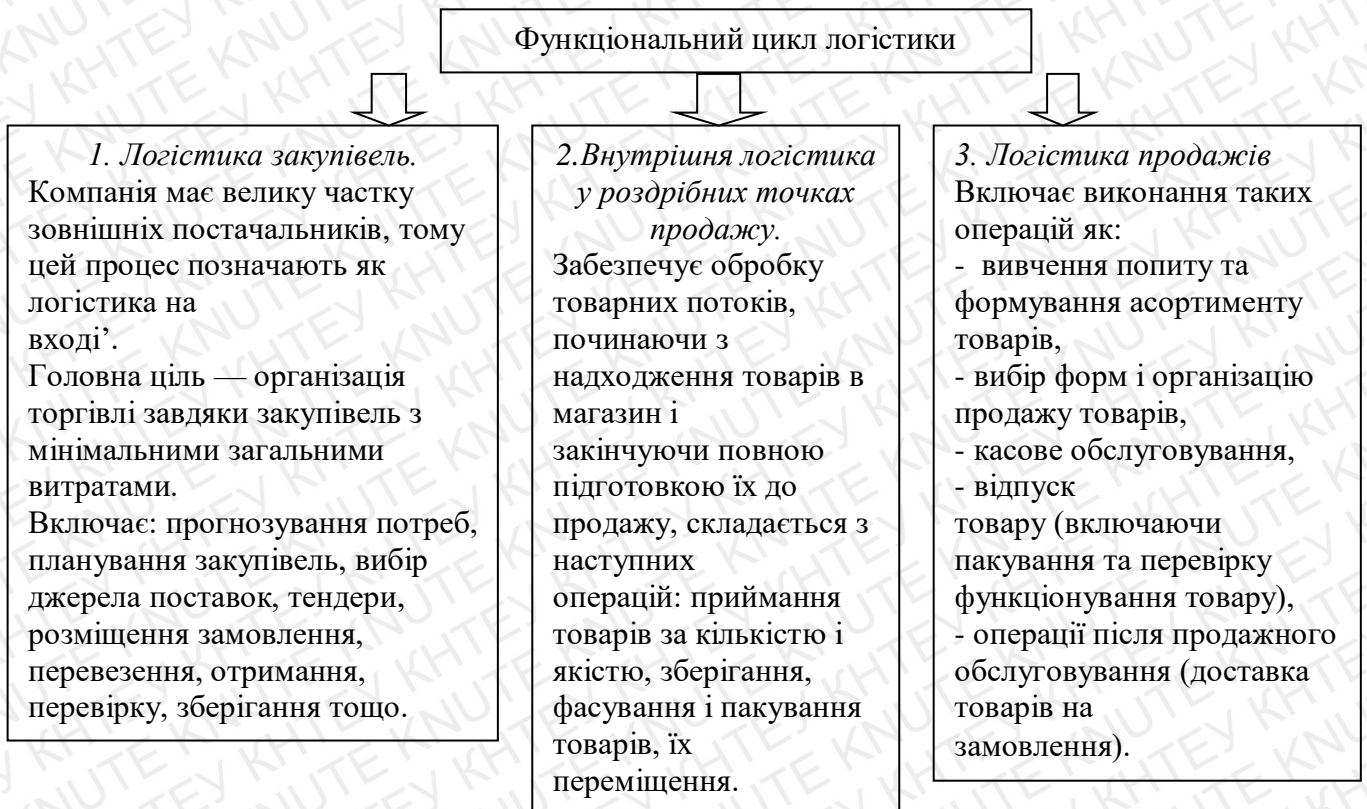 Функціональний цикл логістики
1. Логістика закупівель.
Компанія має велику частку
зовнішніх постачальників, тому
цей процес позначають як
логістика на
вході’.
Головна ціль — організація
торгівлі завдяки закупівель з
мінімальними загальними
витратами.
Включає: прогнозування потреб,
планування закупівель, вибір
джерела поставок, тендери,
розміщення замовлення,
перевезення, отримання,
перевірку, зберігання тощо.
2.Внутрішня логістика
у роздрібних точках
продажу.
Забезпечує обробку
товарних потоків,
починаючи з
надходження товарів в
магазин і
закінчуючи повною
підготовкою їх до
продажу, складається з
наступних
операцій: приймання
товарів за кількістю і
якістю, зберігання,
фасування і пакування
товарів, їх
переміщення.
3. Логістика продажів
Включає виконання таких
операцій як:
- вивчення попиту та
формування асортименту
товарів,
- вибір форм і організацію
продажу товарів,
- касове обслуговування,
- відпуск
товару (включаючи
пакування та перевірку
функціонування товару),
- операції після продажного
обслуговування (доставка
товарів на
замовлення).